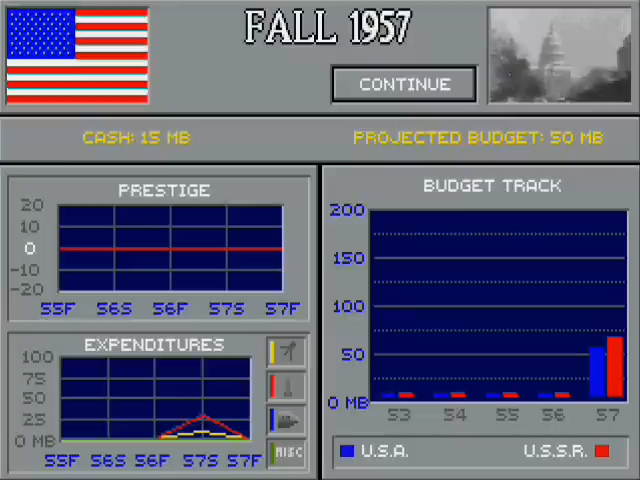 FALL 1957
CONTINUE
CASH: 15 MB
PROJECTED BUDGET: 50 MB
PRESTIGE
20
10
0
-10
-20
55F 56S 56F 57S 57F
EXPENDITURES
100
75
50
25
0 MB
55F 56S 56F 57S 57F
MISC
BUDGET TRACK
200
150
100
50
0 MB
53 54 55 56 57
U.S.A. U.S.S.R.